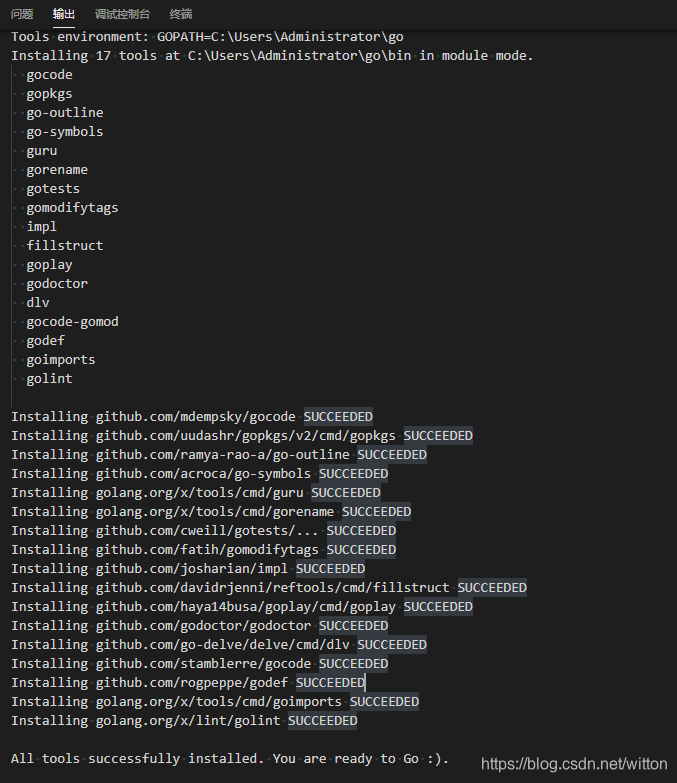 问题 输出 调试控制台 终端
Tools environment: GOPATH=C:\Users\Administrator\go
Installing 17 tools at C:\Users\Administrator\go\bin in module mode.
gocode
gopkgs
go-outline
go-symbols
guru
gorename
gotests
gomodifytags
impl
fillstruct
goplay
godoctor
dlv
gocode-gomod
godef
goimports
golint
Installing github.com/mdempsky/gocode SUCCEEDED
Installing github.com/uudashr/gopkgs/v2/cmd/gopkgs SUCCEEDED
Installing github.com/ramya-rao-a/go-outline SUCCEEDED
Installing github.com/acroca/go-symbols SUCCEEDED
Installing golang.org/x/tools/cmd/guru SUCCEEDED
Installing golang.org/x/tools/cmd/gorename SUCCEEDED
Installing github.com/cweill/gotests/... SUCCEEDED
Installing github.com/fatih/gomodifytags SUCCEEDED
Installing github.com/josharian/impl SUCCEEDED
Installing github.com/davidrjenni/reftools/cmd/fillstruct SUCCEEDED
Installing github.com/haya14busa/goplay/cmd/goplay SUCCEEDED
Installing github.com/godoctor/godoctor SUCCEEDED
Installing github.com/go-delve/delve/cmd/dlv SUCCEEDED
Installing github.com/stamblerre/gocode SUCCEEDED
Installing github.com/rogpeppe/godef SUCCEEDED
Installing golang.org/x/tools/cmd/goimports SUCCEEDED
Installing golang.org/x/lint/golint SUCCEEDED
All tools successfully installed. You are ready to Go :).
https://blog.csdn.net/witton